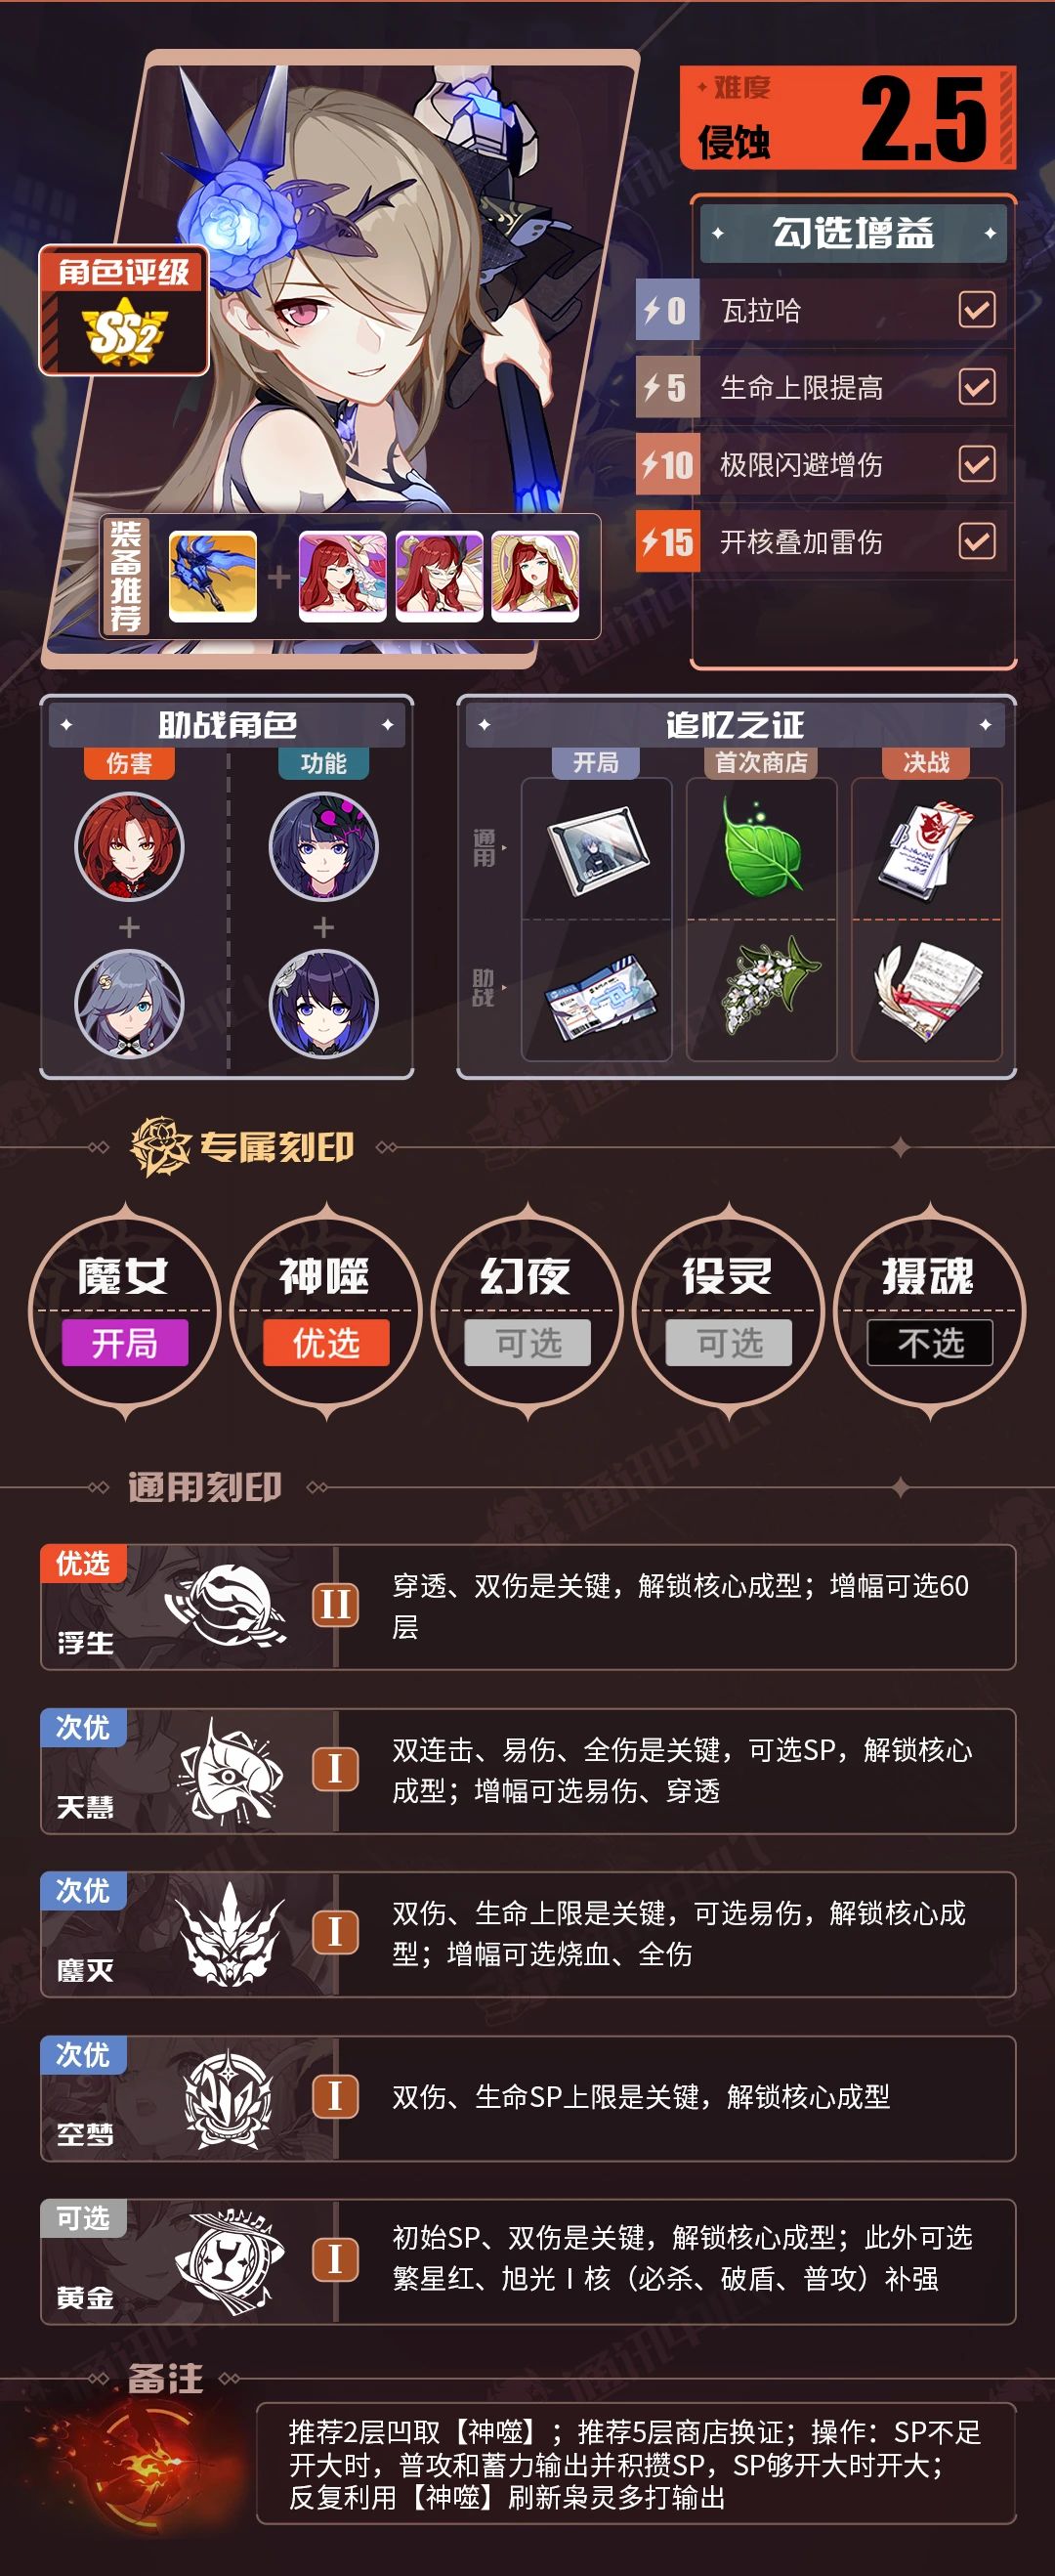 难度
侵蚀
2.5
勾选增益
0 瓦拉哈
5 生命上限提高
10 极限闪避增伤
15 开核叠加雷伤
角色评级
SS2
装备推荐
助战角色
伤害
功能
追忆之证
开局
首次商店
决战
通用
助战
专属刻印
魔女
开局
神噬
优选
幻夜
可选
役灵
可选
摄魂
不选
通用刻印
优选
浮生
II
穿透、双伤是关键，解锁核心成型；增幅可选60
层
次优
天慧
I
双连击、易伤、全伤是关键，可选SP，解锁核心
成型；增幅可选易伤、穿透
次优
鏖灭
I
双伤、生命上限是关键，可选易伤，解锁核心成
型；增幅可选烧血、全伤
次优
空梦
I
双伤、生命SP上限是关键，解锁核心成型
可选
黄金
I
初始SP、双伤是关键，解锁核心成型；此外可选
繁星红、旭光Ⅰ核（必杀、破盾、普攻）补强
备注
推荐2层凹取【神噬】；推荐5层商店换证；操作：SP不足
开大时，普攻和蓄力输出并积攒SP，SP够开大时开大；
反复利用【神噬】刷新枭灵多打输出
通讯中心